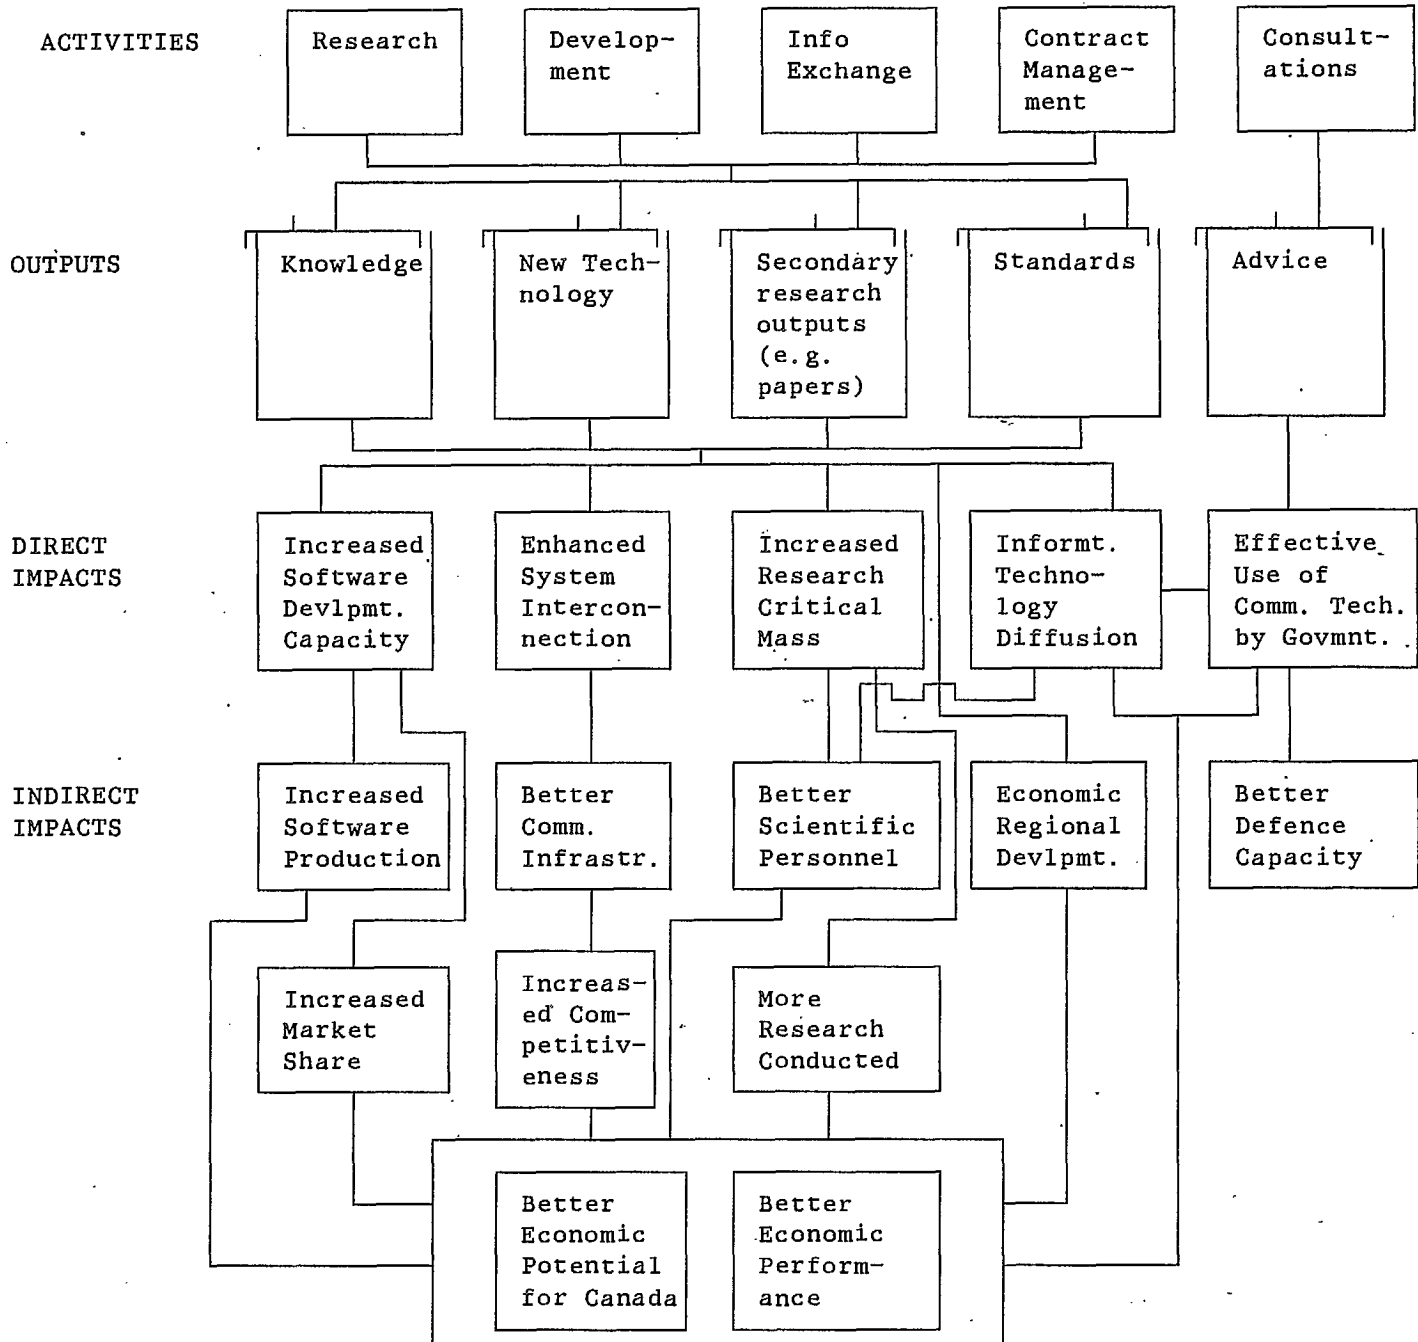 ACTIVITIES
Research
Develop-
ment
Info
Exchange
Contract
Manage-
ment
Consult-
ations
OUTPUTS
Knowledge
New Tech-
nology
Secondary
research
outputs
(e.g.
papers)
Standards
Advice
DIRECT
IMPACTS
Increased
Software
Devlpmt.
Capacity
Enhanced
System
Intercon-
nection
Increased
Research
Critical
Mass
Informt.
Techno-
logy
Diffusion
Effective
Use of
Comm. Tech.
by Govmnt.
INDIRECT
IMPACTS
Increased
Software
Production
Better
Comm.
Infrastr.
Better
Scientific
Personnel
Economic
Regional
Devlpmt.
Better
Defence
Capacity
Increased
Market
Share
Increas-
ed Com-
petitiv-
eness
More
Research
Conducted
Better
Economic
Potential
for Canada
Better
Economic
Perform-
ance